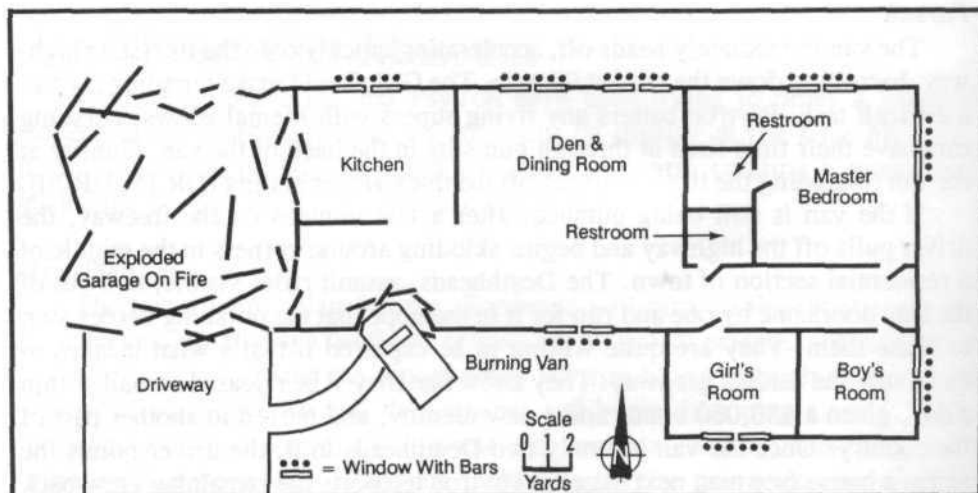 Kitchen
Den &
Dining Room
Restroom
Master
Bedroom
Restroom
Exploded
Garage On Fire
Driveway
Burning Van
Girl's
Room
Boy's
Room
Scale
0 1 2
Yards
= Window With Bars